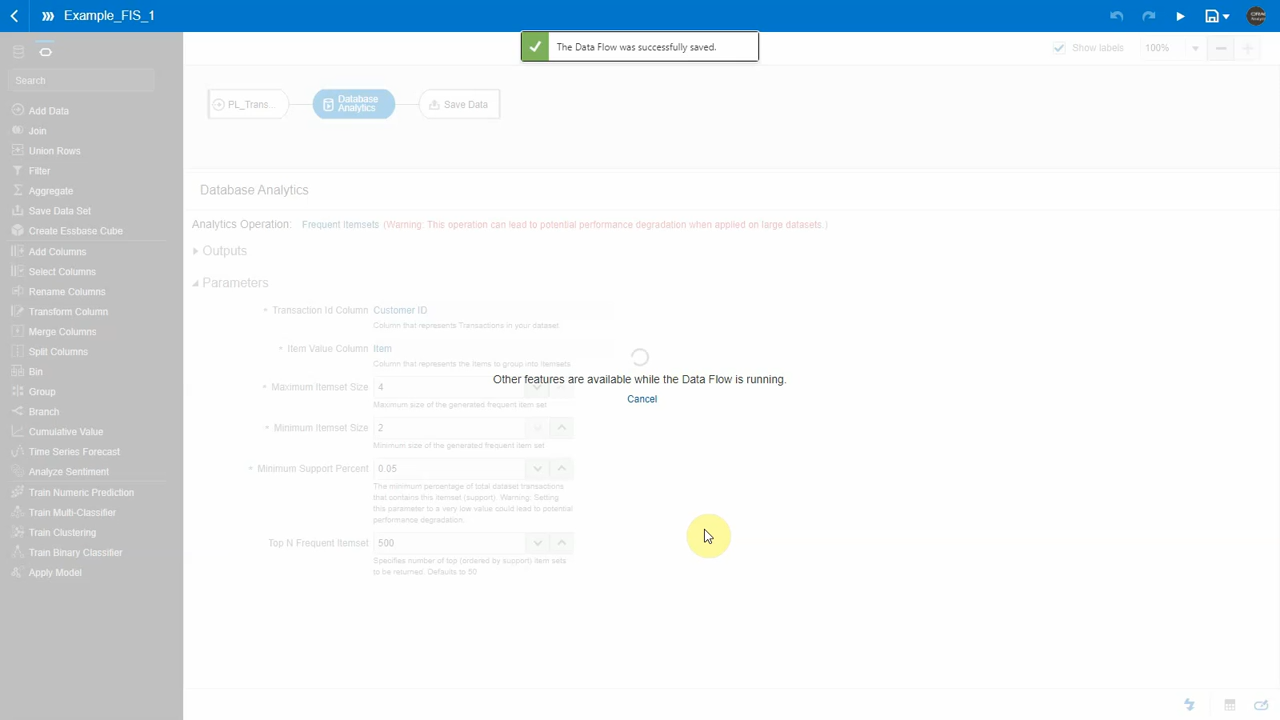 Example_FIS_1
The Data Flow was successfully saved.
Show labels
100%
Search
Add Data
Join
Union Rows
Filter
Aggregate
Save Data Set
Create Essbase Cube
Add Columns
Select Columns
Rename Columns
Transform Column
Merge Columns
Split Columns
Bin
Group
Branch
Cumulative Value
Time Series Forecast
Analyze Sentiment
Train Numeric Prediction
Train Multi-Classifier
Train Clustering
Train Binary Classifier
Apply Model
PL_Trans...
Database
Analytics
Save Data
Database Analytics
Analytics Operation: Frequent Itemsets (Warning: This operation can lead to potential performance degradation when applied on large datasets.)
Outputs
Parameters
* Transaction Id Column Customer ID
Column that represents Transactions in your dataset
* Item Value Column Item
Column that represents the Items to group into itemsets
* Maximum Itemset Size 4
Maximum size of the generated frequent item set
* Minimum Itemset Size 2
Minimum size of the generated frequent item set
* Minimum Support Percent 0.05
The minimum percentage of total dataset transactions
that contains this itemset (support). Warning: Setting
this parameter to a very low value could lead to potential
performance degradation.
Top N Frequent Itemset 500
Specifies number of top (ordered by support) item sets
to be returned. Defaults to 50
Other features are available while the Data Flow is running.
Cancel